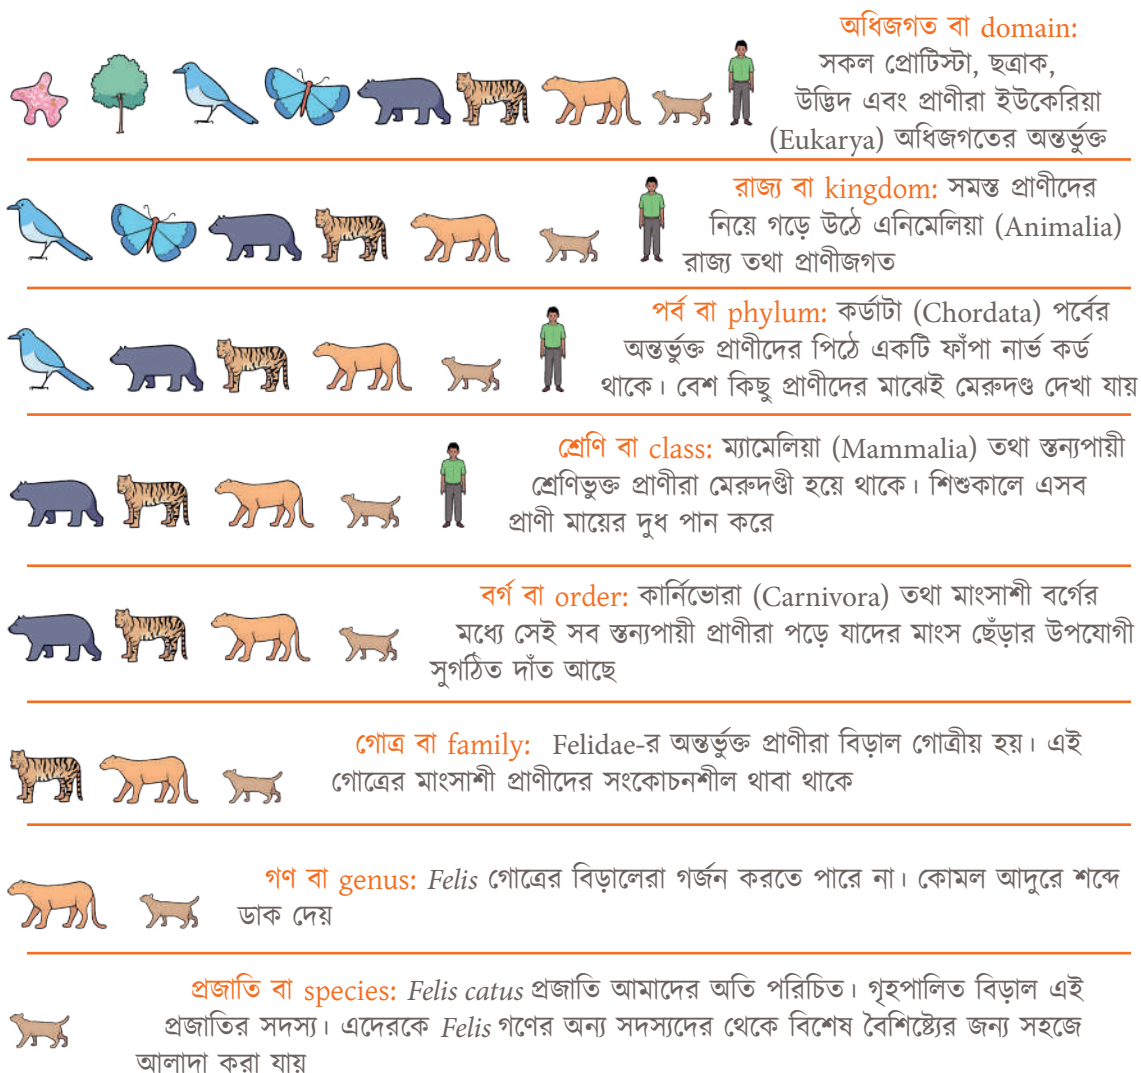 অধিজগত বা domain:
সকল প্রোটিস্টা, ছত্রাক,
উদ্ভিদ এবং প্রাণীরা ইউকেরিয়া
(Eukarya) অধিজগতের অন্তর্ভুক্ত
রাজ্য বা kingdom: সমস্ত প্রাণীদের
নিয়ে গড়ে উঠে এনিমেলিয়া (Animalia)
রাজ্য তথা প্রাণীজগত
পর্ব বা phylum: কর্ডাটা (Chordata) পর্বের
অন্তর্ভুক্ত প্রাণীদের পিঠে একটি ফাঁপা নার্ভ কর্ড
থাকে। বেশ কিছু প্রাণীদের মাঝেই মেরুদণ্ড দেখা যায়
শ্রেণি বা class: ম্যামেলিয়া (Mammalia) তথা স্তন্যপায়ী
শ্রেণিভুক্ত প্রাণীরা মেরুদণ্ডী হয়ে থাকে। শিশুকালে এসব
প্রাণী মায়ের দুধ পান করে
বর্গ বা order: কার্নিভোরা (Carnivora) তথা মাংসাশী বর্গের
মধ্যে সেই সব স্তন্যপায়ী প্রাণীরা পড়ে যাদের মাংস ছেঁড়ার উপযোগী
সুগঠিত দাঁত আছে
গোত্র বা family: Felidae-র অন্তর্ভুক্ত প্রাণীরা বিড়াল গোত্রীয় হয়। এই
গোত্রের মাংসাশী প্রাণীদের সংকোচনশীল থাবা থাকে
গণ বা genus: Felis গোত্রের বিড়ালেরা গর্জন করতে পারে না। কোমল আদুরে শব্দে
ডাক দেয়
প্রজাতি বা species: Felis catus প্রজাতি আমাদের অতি পরিচিত। গৃহপালিত বিড়াল এই
প্রজাতির সদস্য। এদেরকে Felis গণের অন্য সদস্যদের থেকে বিশেষ বৈশিষ্ট্যের জন্য সহজে
আলাদা করা যায়